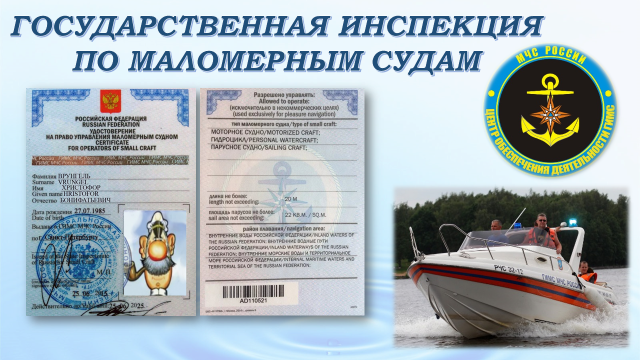 ГОСУДАРСТВЕННАЯ ИНСПЕКЦИЯ
ПО МАЛОМЕРНЫМ СУДАМ
МЧС РОССИИ
ЦЕНТР ОБЕСПЕЧЕНИЯ ДЕЯТЕЛЬНОСТИ ГИМС
РОССИЙСКАЯ ФЕДЕРАЦИЯ
RUSSIAN FEDERATION
УДОСТОВЕРЕНИЕ
НА ПРАВО УПРАВЛЕНИЯ МАЛОМЕРНЫМ СУДНОМ
CERTIFICATE
FOR OPERATORS OF SMALL CRAFT
Фамилия ВРУНГЕЛЬ
Surname VRUNGEL
Имя ХРИСТОФОР
Given name HRISTOFOR
Отчество БОНИФАТЬЕВИЧ
Дата рождения 27.07.1985
Date of birth
М.П.
Разрешено управлять:
Allowed to operate:
(исключительно в некоммерческих целях)
(used exclusively for pleasure navigation)
тип маломерного судна/type of small craft:
МОТОРНОЕ СУДНО/MOTORIZED CRAFT;
ГИДРОЦИКЛ/PERSONAL WATERCRAFT;
ПАРУСНОЕ СУДНО/SAILING CRAFT;
длина не более:
length not exceeding:
20 М.
площадь парусов не более:
sail area not exceeding:
22 КВ.М. / SQ.M.
район плавания/navigation area:
ВНУТРЕННИЕ ВОДЫ РОССИЙСКОЙ ФЕДЕРАЦИИ/INLAND WATERS OF
THE RUSSIAN FEDERATION; ВНУТРЕННИЕ ВОДНЫЕ ПУТИ
РОССИЙСКОЙ ФЕДЕРАЦИИ/INLAND WATERWAYS OF THE RUSSIAN
FEDERATION; ВНУТРЕННИЕ МОРСКИЕ ВОДЫ И ТЕРРИТОРИАЛЬНОЕ
МОРЕ РОССИЙСКОЙ ФЕДЕРАЦИИ/INTERNAL MARITIME WATERS AND
TERRITORIAL SEA OF THE RUSSIAN FEDERATION;
AD110521
ГИМС МЧС РОССИИ